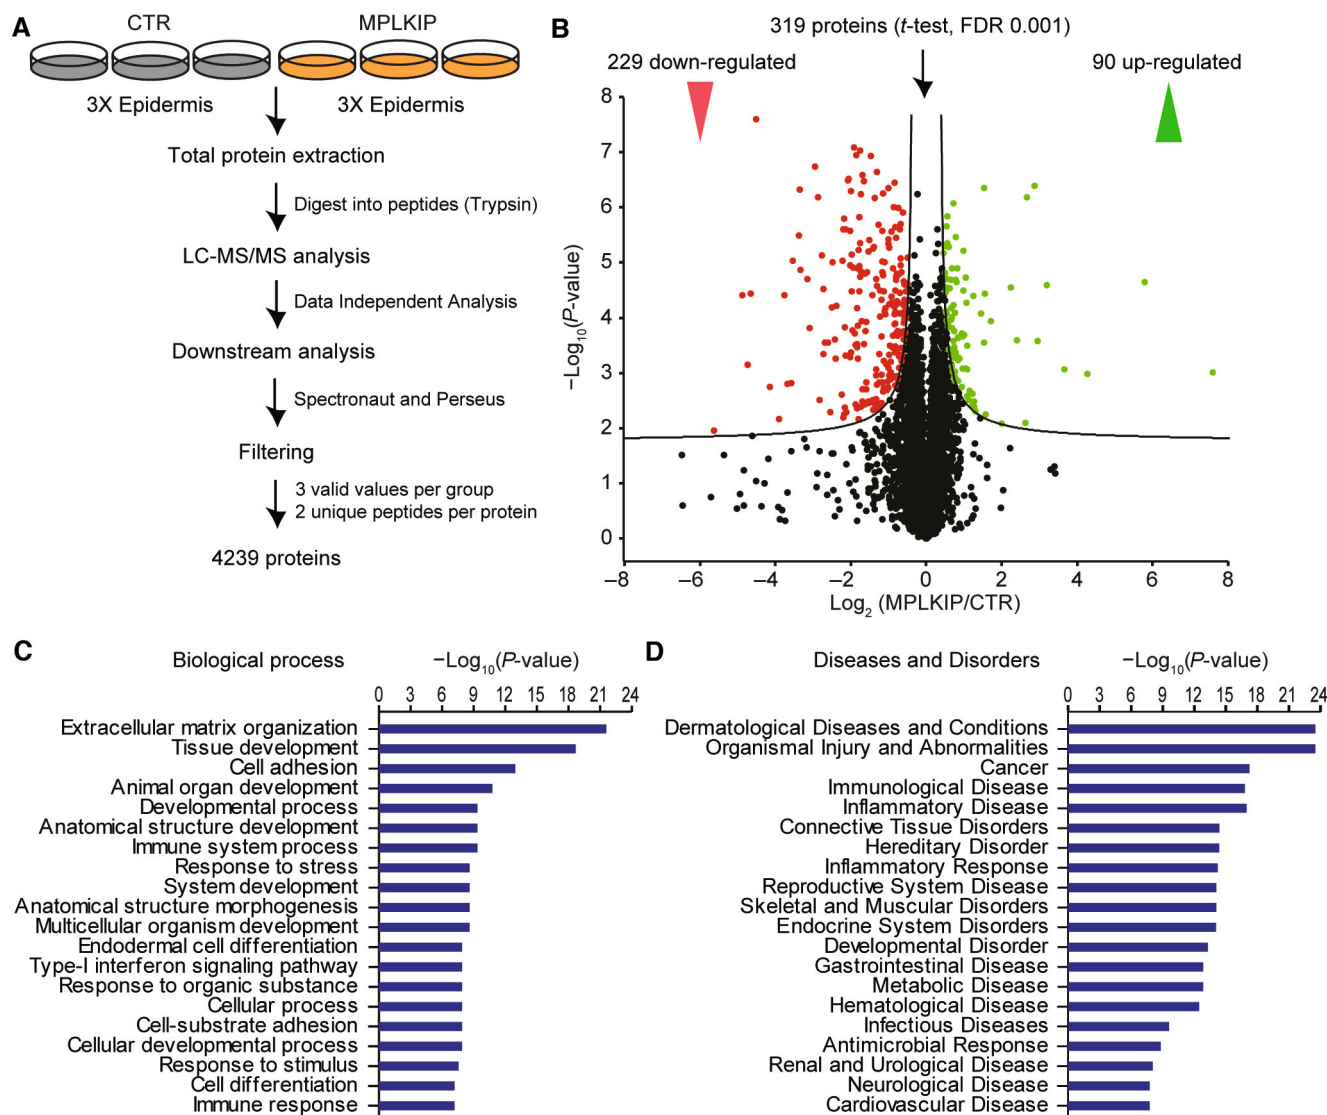 A
CTR
MPLKIP
3X Epidermis
3X Epidermis
Total protein extraction
Digest into peptides (Trypsin)
LC-MS/MS analysis
Data Independent Analysis
Downstream analysis
Spectronaut and Perseus
Filtering
3 valid values per group
2 unique peptides per protein
4239 proteins
B
319 proteins (t-test, FDR 0.001)
229 down-regulated
90 up-regulated
−Log10(P-value)
8
7
6
5
4
3
2
1
0
−8 −6 −4 −2 0 2 4 6 8
Log2 (MPLKIP/CTR)
C
Biological process
−Log10(P-value)
0 3 6 9 12 15 18 21 24
Extracellular matrix organization
Tissue development
Cell adhesion
Animal organ development
Developmental process
Anatomical structure development
Immune system process
Response to stress
System development
Anatomical structure morphogenesis
Multicellular organism development
Endodermal cell differentiation
Type-I interferon signaling pathway
Response to organic substance
Cellular process
Cell-substrate adhesion
Cellular developmental process
Response to stimulus
Cell differentiation
Immune response
D
Diseases and Disorders
−Log10(P-value)
0 3 6 9 12 15 18 21 24
Dermatological Diseases and Conditions
Organismal Injury and Abnormalities
Cancer
Immunological Disease
Inflammatory Disease
Connective Tissue Disorders
Hereditary Disorder
Inflammatory Response
Reproductive System Disease
Skeletal and Muscular Disorders
Endocrine System Disorders
Developmental Disorder
Gastrointestinal Disease
Metabolic Disease
Hematological Disease
Infectious Diseases
Antimicrobial Response
Renal and Urological Disease
Neurological Disease
Cardiovascular Disease